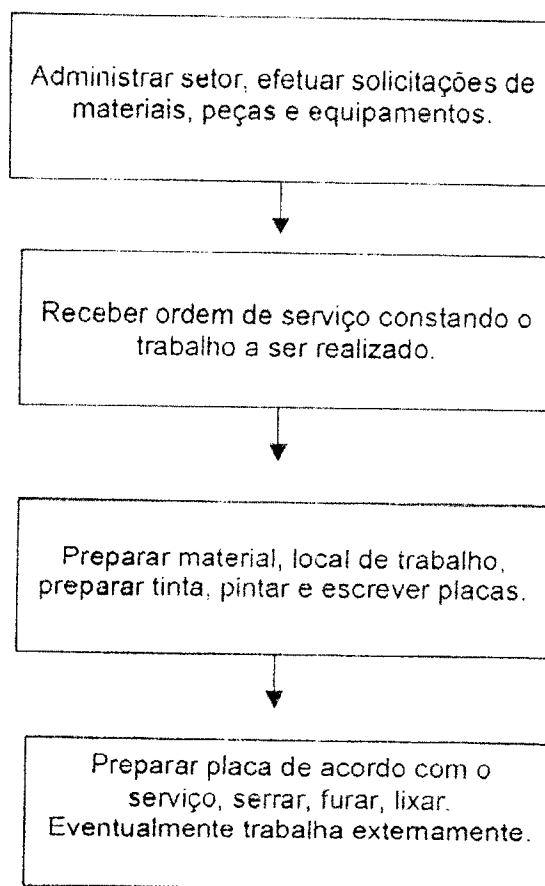 Administrar setor, efetuar solicitações de
materiais, peças e equipamentos.
Receber ordem de serviço constando o
trabalho a ser realizado.
Preparar material, local de trabalho,
preparar tinta, pintar e escrever placas.
Preparar placa de acordo com o
serviço, serrar, furar, lixar.
Eventualmente trabalha externamente.